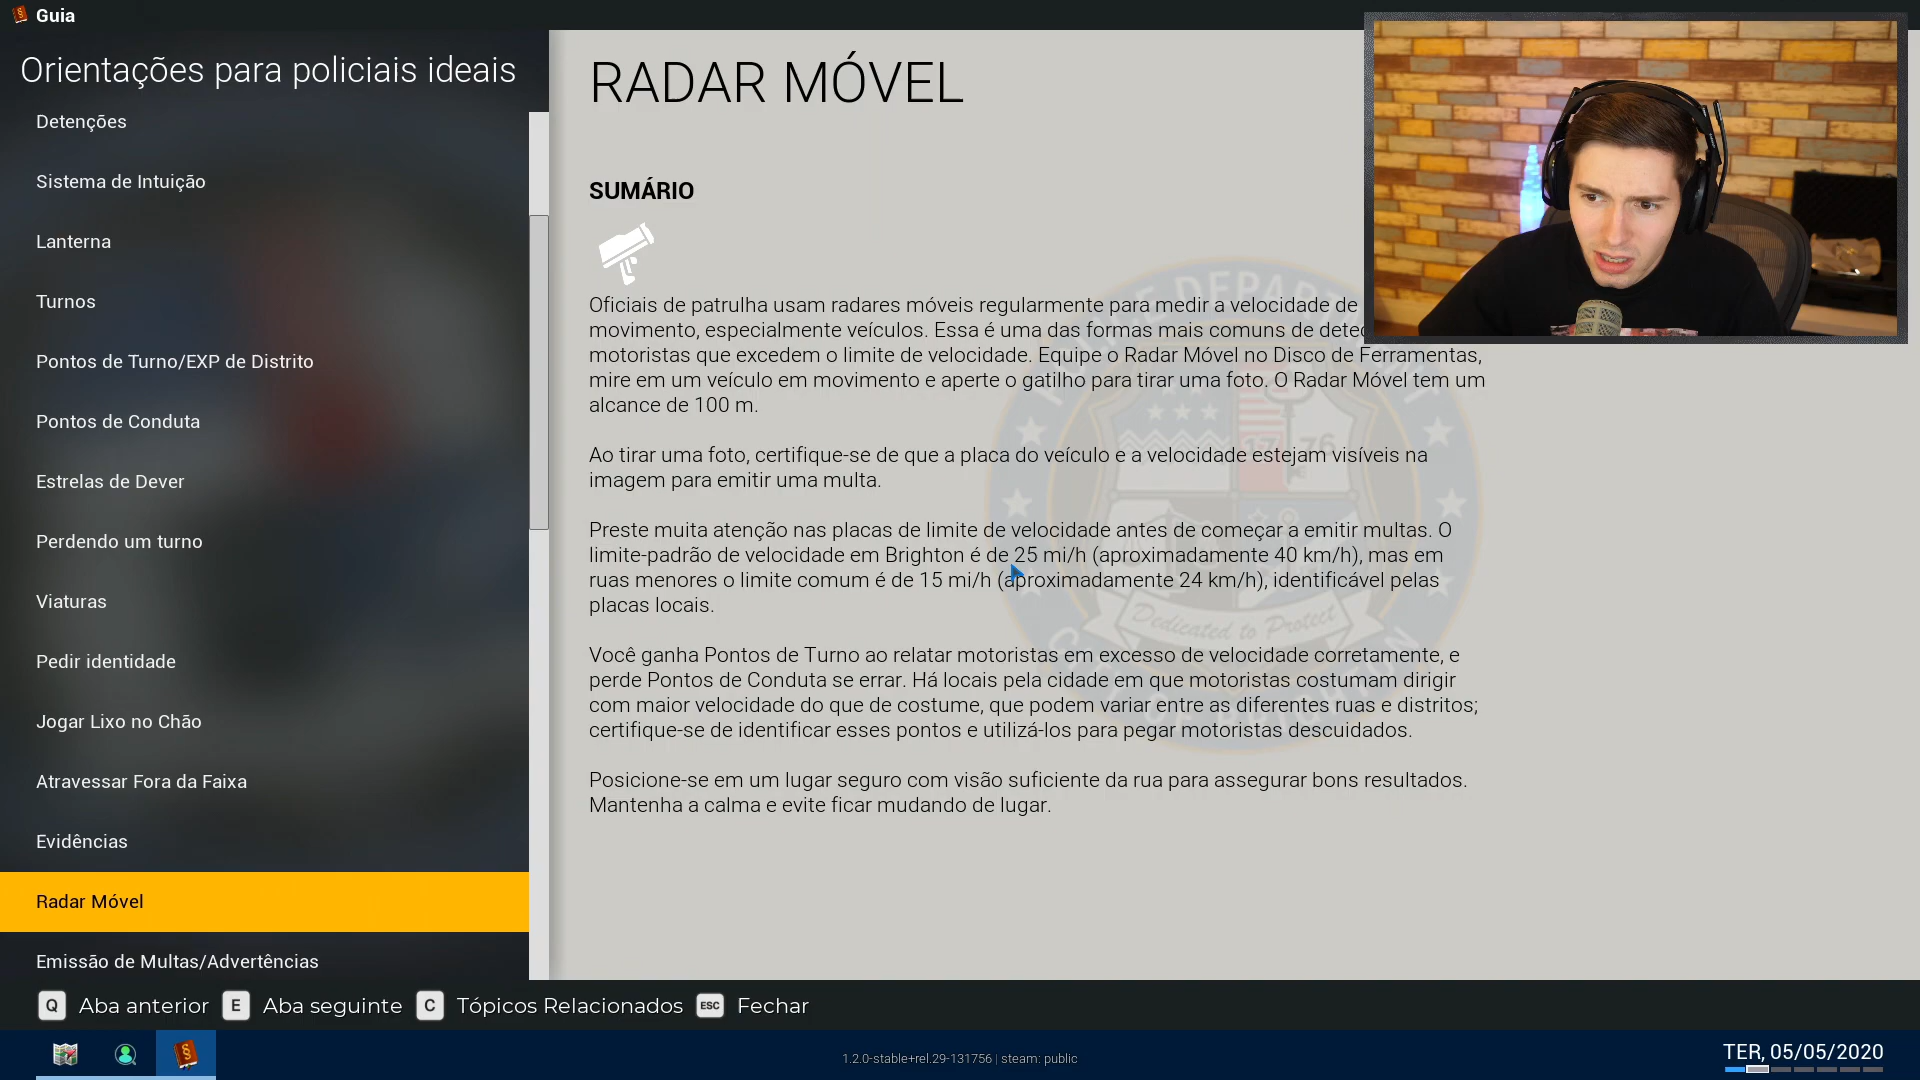 Guia
Orientações para policiais ideais
Detenções
Sistema de Intuição
Lanterna
Turnos
Pontos de Turno/EXP de Distrito
Pontos de Conduta
Estrelas de Dever
Perdendo um turno
Viaturas
Pedir identidade
Jogar Lixo no Chão
Atravessar Fora da Faixa
Evidências
Radar Móvel
Emissão de Multas/Advertências
RADAR MÓVEL
SUMÁRIO
Oficiais de patrulha usam radares móveis regularmente para medir a velocidade de
movimento, especialmente veículos. Essa é uma das formas mais comuns de
motoristas que excedem o limite de velocidade. Equipe o Radar Móvel no Disco de Ferramentas,
mire em um veículo em movimento e aperte o gatilho para tirar uma foto. O Radar Móvel tem um
alcance de 100 m.
Ao tirar uma foto, certifique-se de que a placa do veículo e a velocidade estejam visíveis na
imagem para emitir uma multa.
Preste muita atenção nas placas de limite de velocidade antes de começar a emitir multas. O
limite-padrão de velocidade em Brighton é de 25 mi/h (aproximadamente 40 km/h), mas em
ruas menores o limite comum é de 15 mi/h (aproximadamente 24 km/h), identificável pelas
placas locais.
Você ganha Pontos de Turno ao relatar motoristas em excesso de velocidade corretamente, e
perde Pontos de Conduta se errar. Há locais pela cidade em que motoristas costumam dirigir
com maior velocidade do que de costume, que podem variar entre as diferentes ruas e distritos;
certifique-se de identificar esses pontos e utilizá-los para pegar motoristas descuidados.
Posicione-se em um lugar seguro com visão suficiente da rua para assegurar bons resultados.
Mantenha a calma e evite ficar mudando de lugar.
POLICE DEPARTMENT
17 76
Dedicated to Protect
CITY OF BRIGHTON
Q Aba anterior E Aba seguinte C Tópicos Relacionados ESC Fechar
1.2.0-stable+rel.29-131756 | steam: public
TER, 05/05/2020